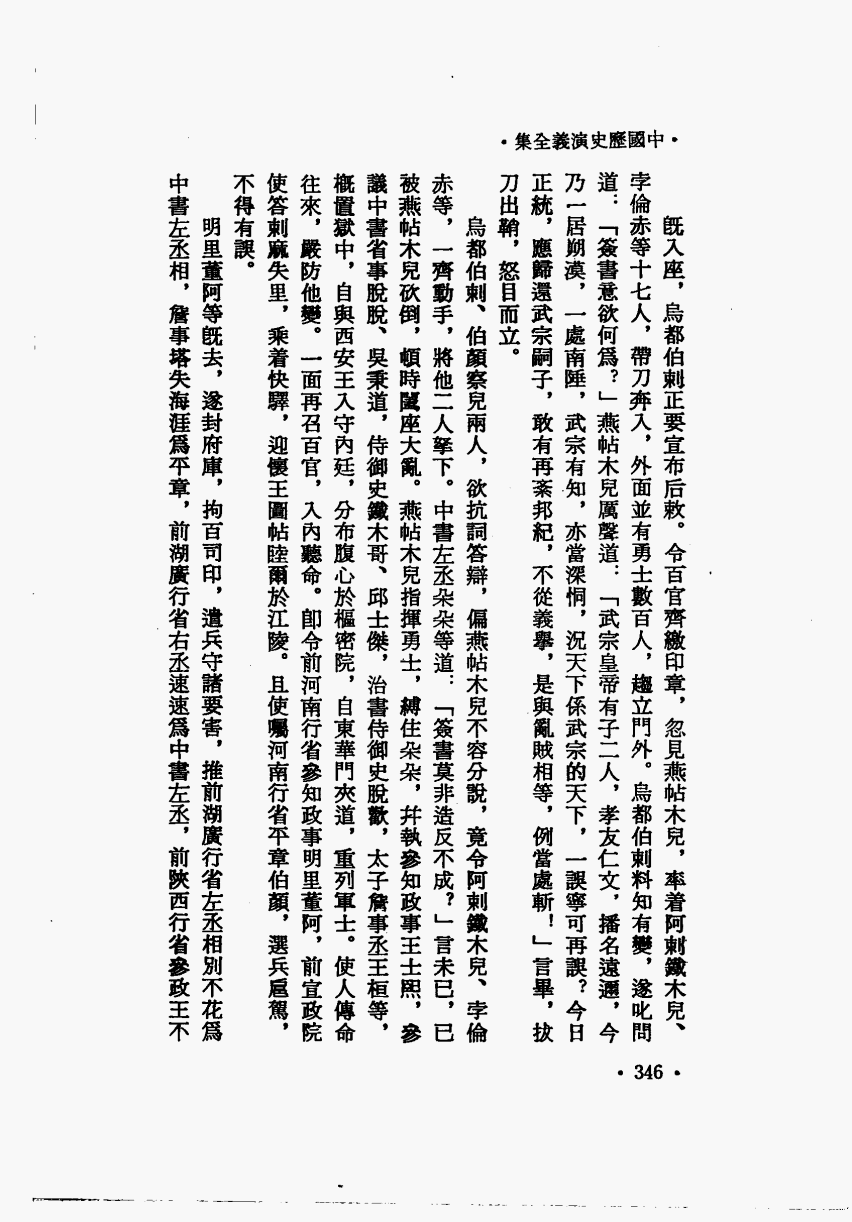 ·中國歷史演義全集·
既入座，烏都伯剌正要宣布后敕。令百官齊繳印章，忽見燕帖木兒，率着阿剌鐵木兒、
孛倫赤等十七人，帶刀奔入，外面並有勇士數百人，趨立門外。烏都伯剌料知有變，遂叱問
道：「簽書意欲何爲？」燕帖木兒厲聲道：「武宗皇帝有子二人，孝友仁文，播名遠邇，今
乃一居朔漠，一處南陲，武宗有知，亦當深恫，況天下係武宗的天下，一誤寧可再誤？今日
正統，應歸還武宗嗣子，敢有再紊邦紀，不從義擧，是與亂賊相等，例當處斬！」言畢，拔
刀出鞘，怒目而立。
烏都伯剌、伯顏察兒兩人，欲抗詞答辯，偏燕帖木兒不容分說，竟令阿剌鐵木兒、孛倫
赤等，一齊動手，將他二人拏下。中書左丞朵朵等道：「簽書莫非造反不成？」言未已，已
被燕帖木兒砍倒，頓時闔座大亂。燕帖木兒指揮勇士，縛住朵朵，幷執參知政事王士熙，參
議中書省事脫脫、吳秉道，侍御史鐵木哥、邱士傑，治書侍御史脫歡，太子詹事丞王桓等，
槪置獄中，自與西安王入守內廷，分布腹心於樞密院，自東華門夾道，重列軍士。使人傳命
往來，嚴防他變。一面再召百官，入內聽命。卽令前河南行省參知政事明里董阿，前宣政院
使答剌麻失里，乘着快驛，迎懷王圖帖睦爾於江陵。且使囑河南行省平章伯顏，選兵扈駕，
不得有誤。
明里董阿等旣去，遂封府庫，拘百司印，遣兵守諸要害，推前湖廣行省左丞相別不花爲
中書左丞相，詹事塔失海涯爲平章，前湖廣行省右丞速速爲中書左丞，前陝西行省參政王不
·346·